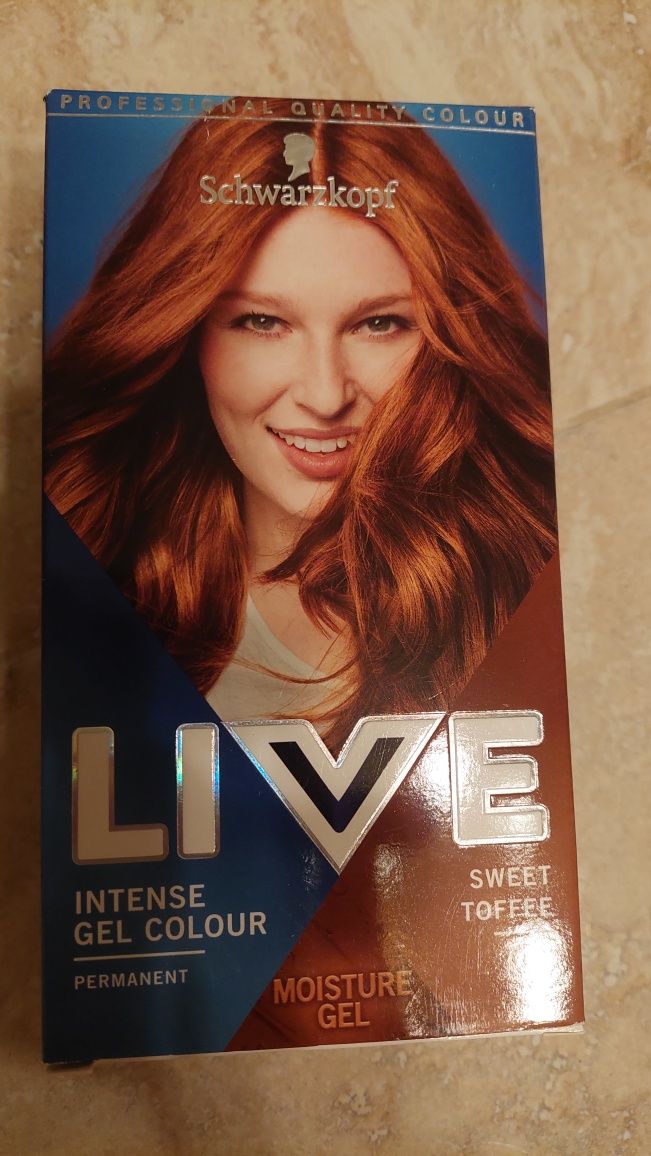 PROFESSIONAL QUALITY COLOUR
Schwarzkopf
LIVE
INTENSE
GEL COLOUR
PERMANENT
SWEET
TOFFEE
MOISTURE
GEL